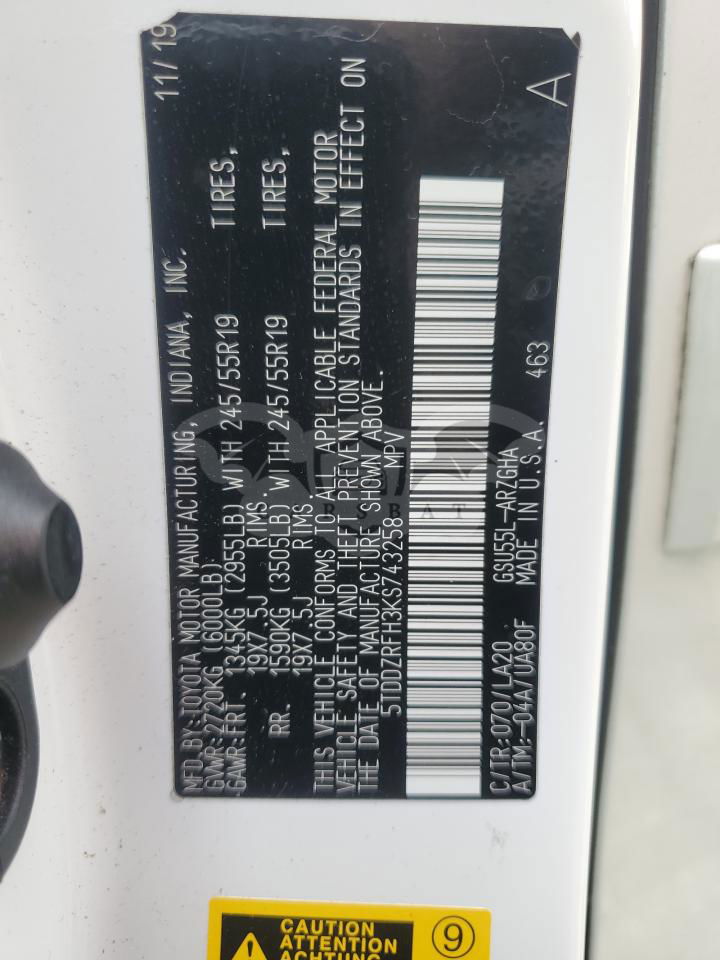 MFD BY:TOYOTA MOTOR MANUFACTURING, INDIANA, INC. 11/19
GVWR:2720KG (6000LB)
GAWR:FRT. 1345KG (2955LB) WITH 245/55R19 TIRES,
19X7.5J RIMS.
RR. 1590KG (3505LB) WITH 245/55R19 TIRES,
19X7.5J RIMS.
THIS VEHICLE CONFORMS TO ALL APPLICABLE FEDERAL MOTOR
VEHICLE SAFETY AND THEFT PREVENTION STANDARDS IN EFFECT ON
THE DATE OF MANUFACTURE SHOWN ABOVE.
5TDDZRFH3KS743258 MPV
C/TR:070/LA20 GSU55L-ARZGHA 463 A
A/TM:-04A/UA80F MADE IN U.S.A.
RSBAT
CAUTION
ATTENTION
ACHTUNG
9